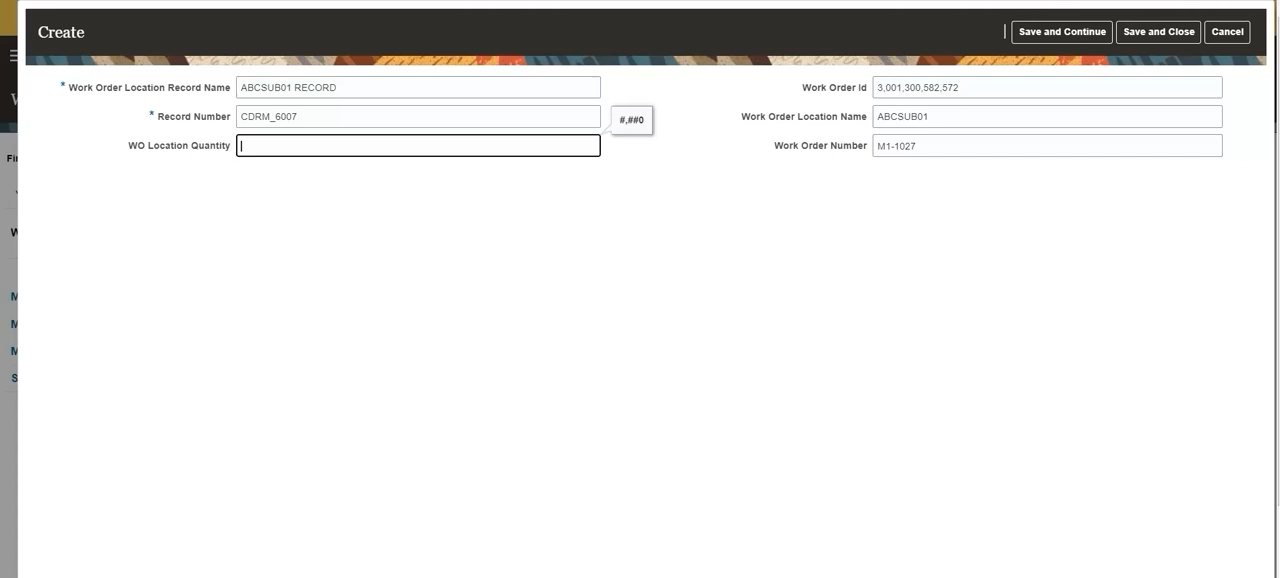 Create
Save and Continue
Save and Close
Cancel
* Work Order Location Record Name ABCSUB01 RECORD
Work Order Id 3,001,300,582,572
* Record Number CDRM_6007
#,##0
Work Order Location Name ABCSUB01
WO Location Quantity
Work Order Number M1-1027